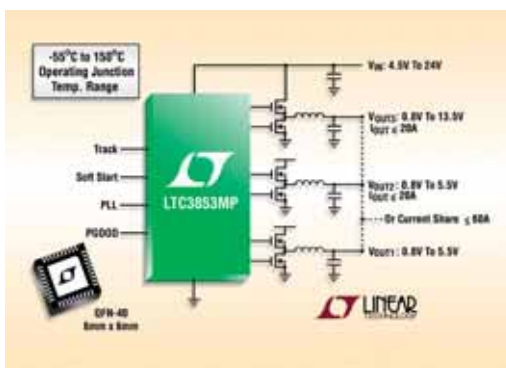 -55°C to 150°C
Operating Junction
Temp. Range
VIN: 4.5V To 24V
VOUT3: 0.8V To 13.5V
IOUT ≤ 20A
Track
Soft Start
PLL
PGOOD
LTC3853MP
VOUT2: 0.8V To 5.5V
IOUT ≤ 20A
Or Current Share ≤ 60A
VOUT1: 0.8V To 5.5V
QFN-40
6mm x 6mm
LINEAR
TECHNOLOGY